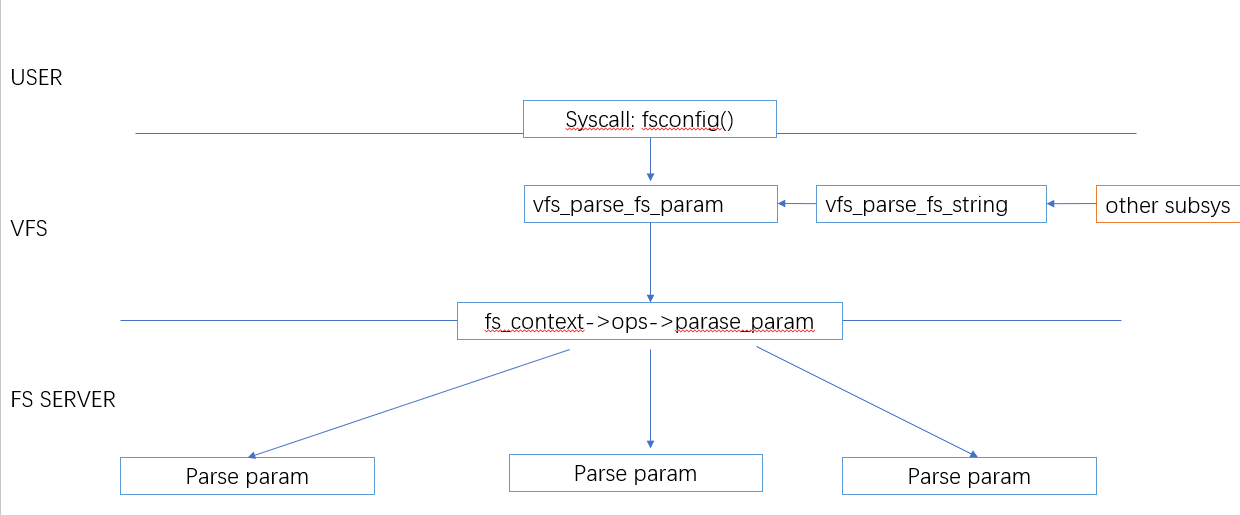 USER
Syscall: fsconfig()
vfs_parse_fs_param
vfs_parse_fs_string
other subsys
VFS
fs_context->ops->parase_param
FS SERVER
Parse param
Parse param
Parse param